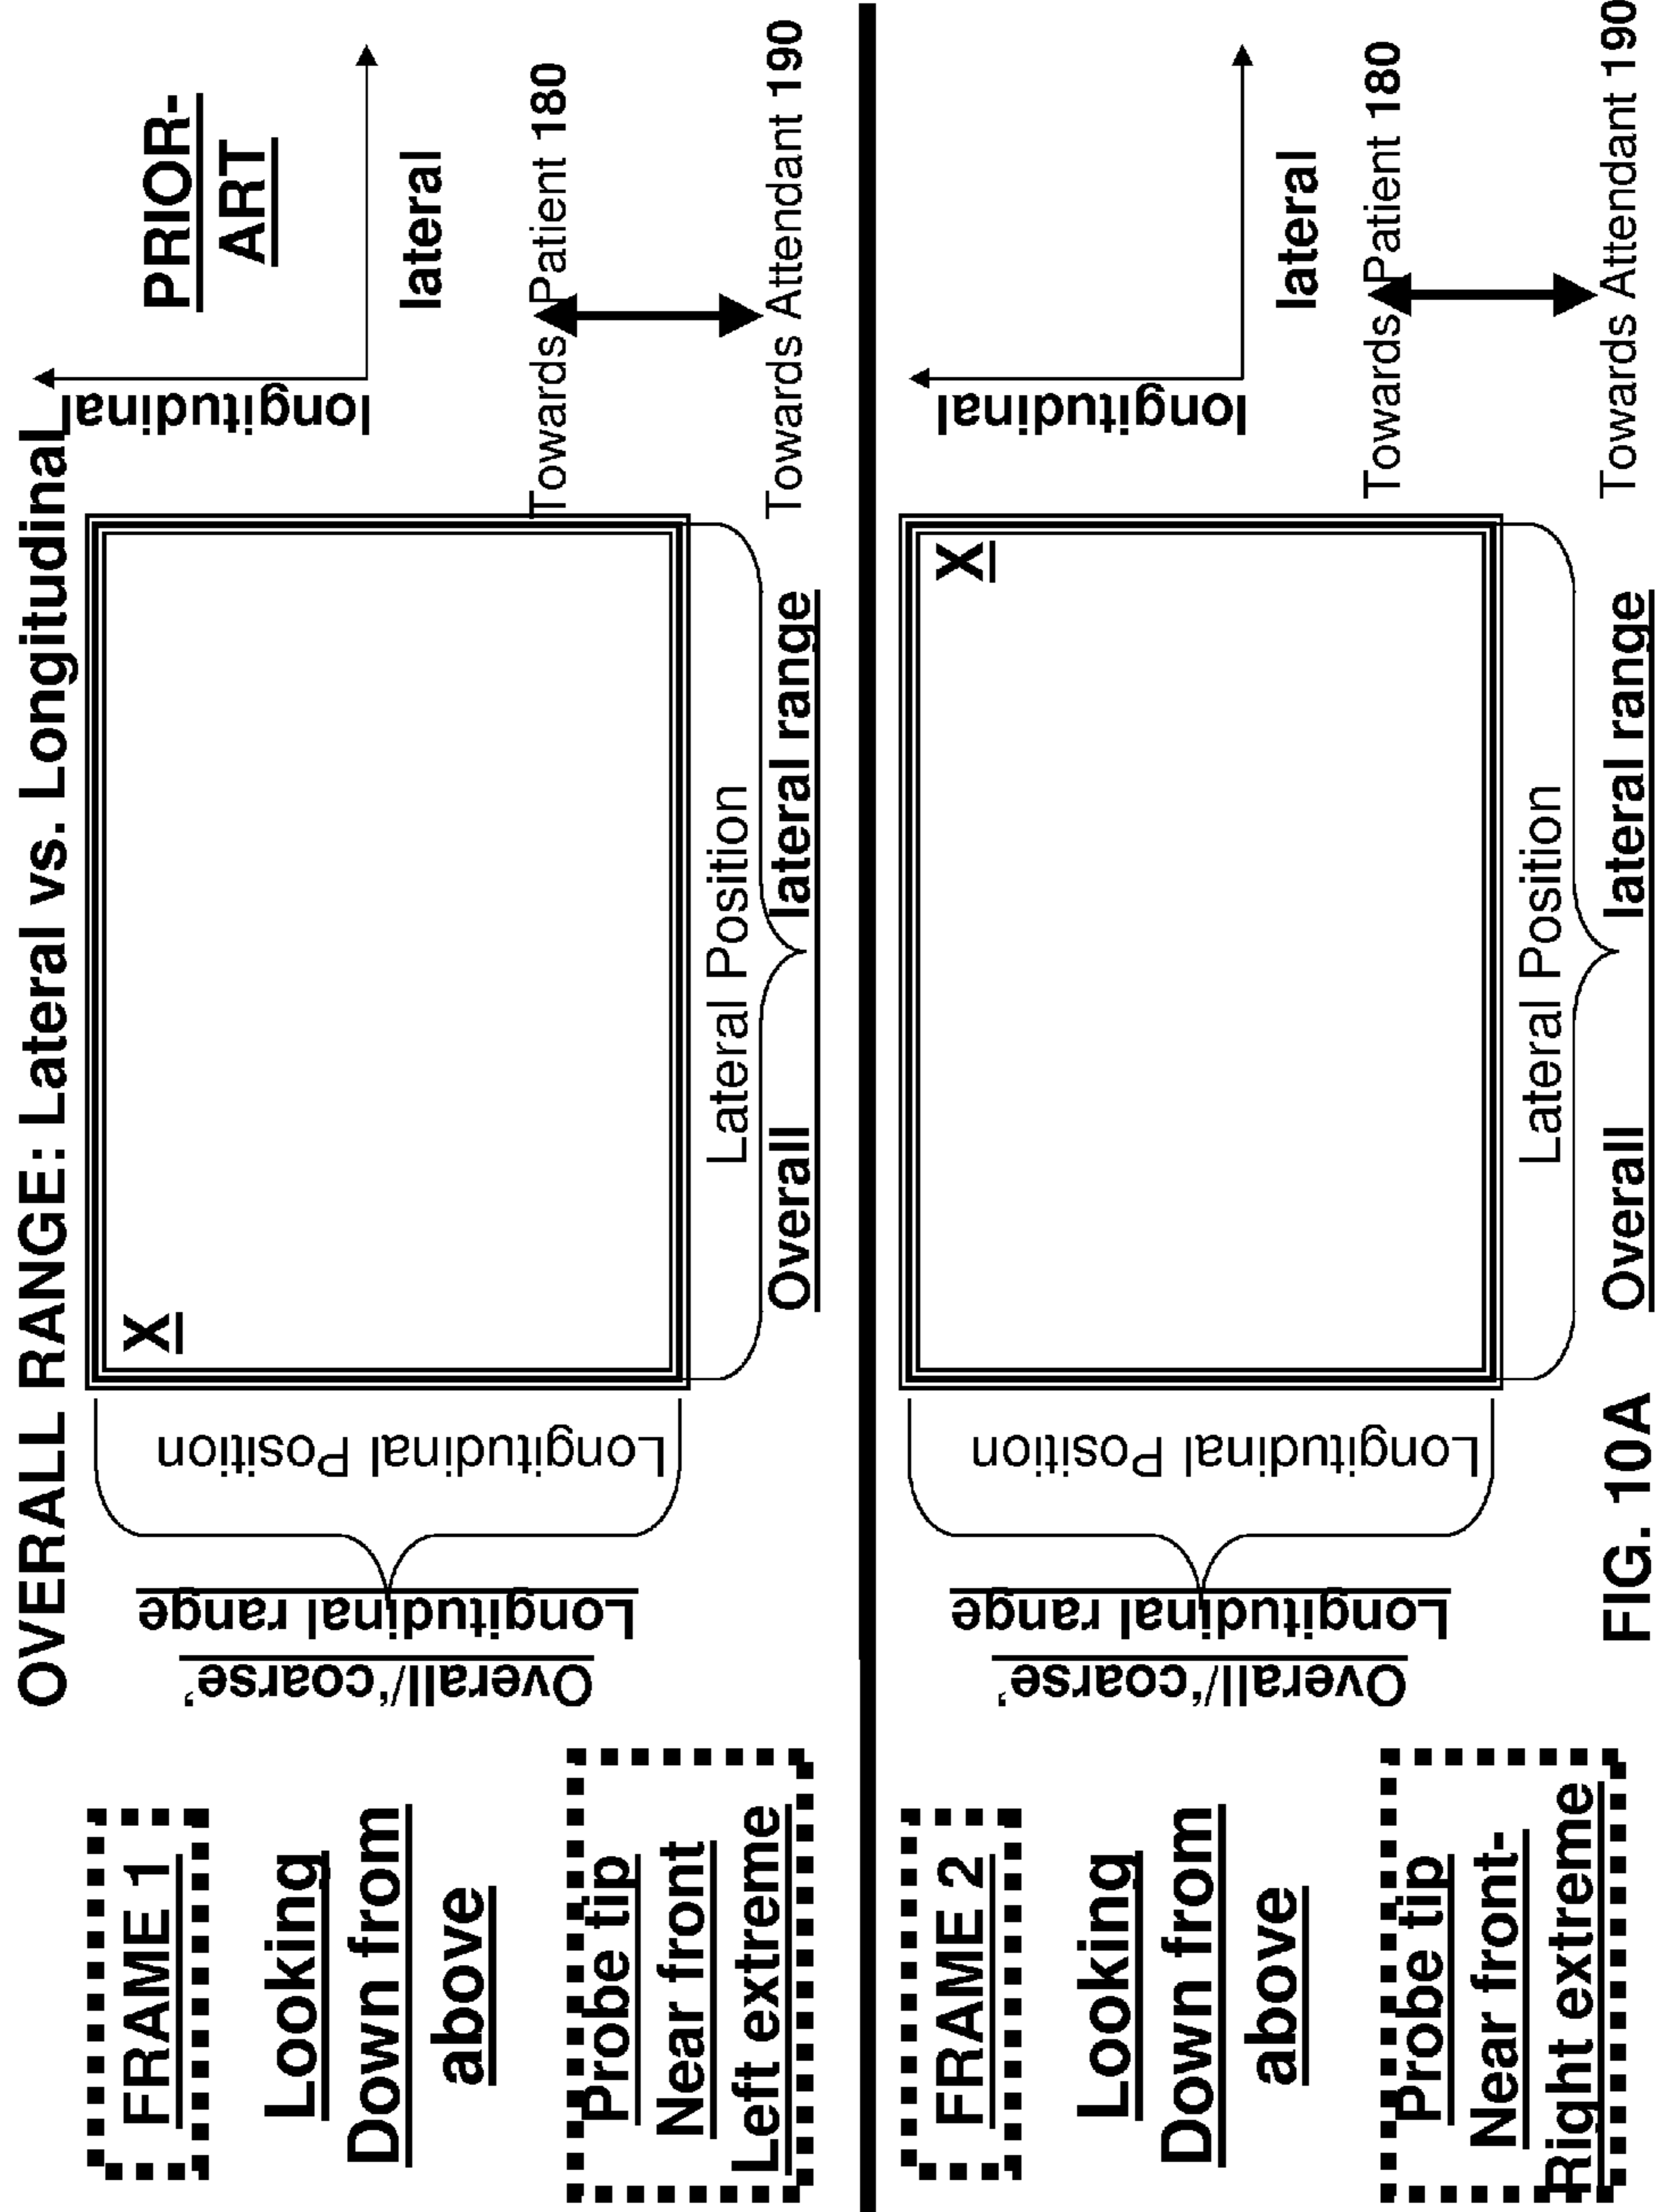 OVERALL RANGE: Lateral vs. Longitudinal
PRIOR-
ART
FRAME 1
Looking
Down from
above
Probe tip
Near front
Left extreme
Overall/‘coarse’
Longitudinal range
Longitudinal Position
X
Lateral Position
Overall lateral range
longitudinal
lateral
Towards Patient 180
Towards Attendant 190
FRAME 2
Looking
Down from
above
Probe tip
Near front-
Right extreme
Overall/‘coarse’
Longitudinal range
Longitudinal Position
X
Lateral Position
Overall lateral range
longitudinal
lateral
Towards Patient 180
Towards Attendant 190
FIG. 10A